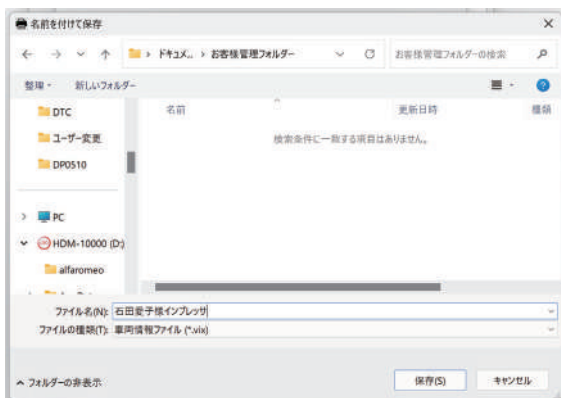 名前を付けて保存
ドキュメ.. › お客様管理フォルダー
お客様管理フォルダーの検索
整理
新しいフォルダー
名前
更新日時
種類
DTC
ユーザー変更
DP0510
検索条件に一致する項目はありません。
PC
HDM-10000 (D:)
alfaromeo
ファイル名(N): 石田愛子様インプレッサ
ファイルの種類(T): 車両情報ファイル (*.vix)
フォルダーの非表示
保存(S)
キャンセル